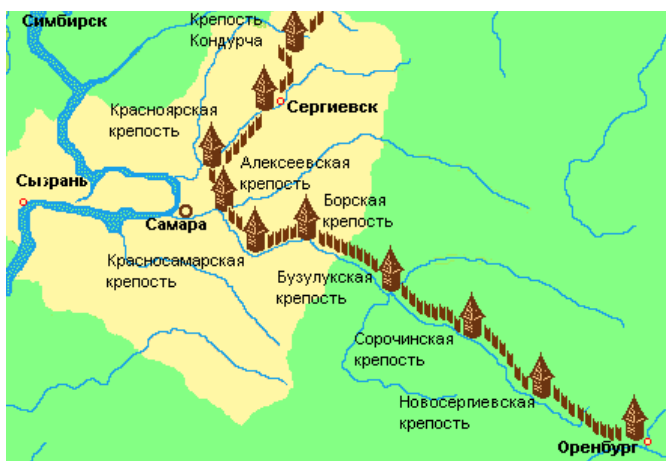 Симбирск
Крепость
Кондурча
Сергиевск
Красноярская
крепость
Алексеевская
крепость
Сызрань
Борская
крепость
Самара
Красносамарская
крепость
Бузулукская
крепость
Сорочинская
крепость
Новосергиевская
крепость
Оренбург